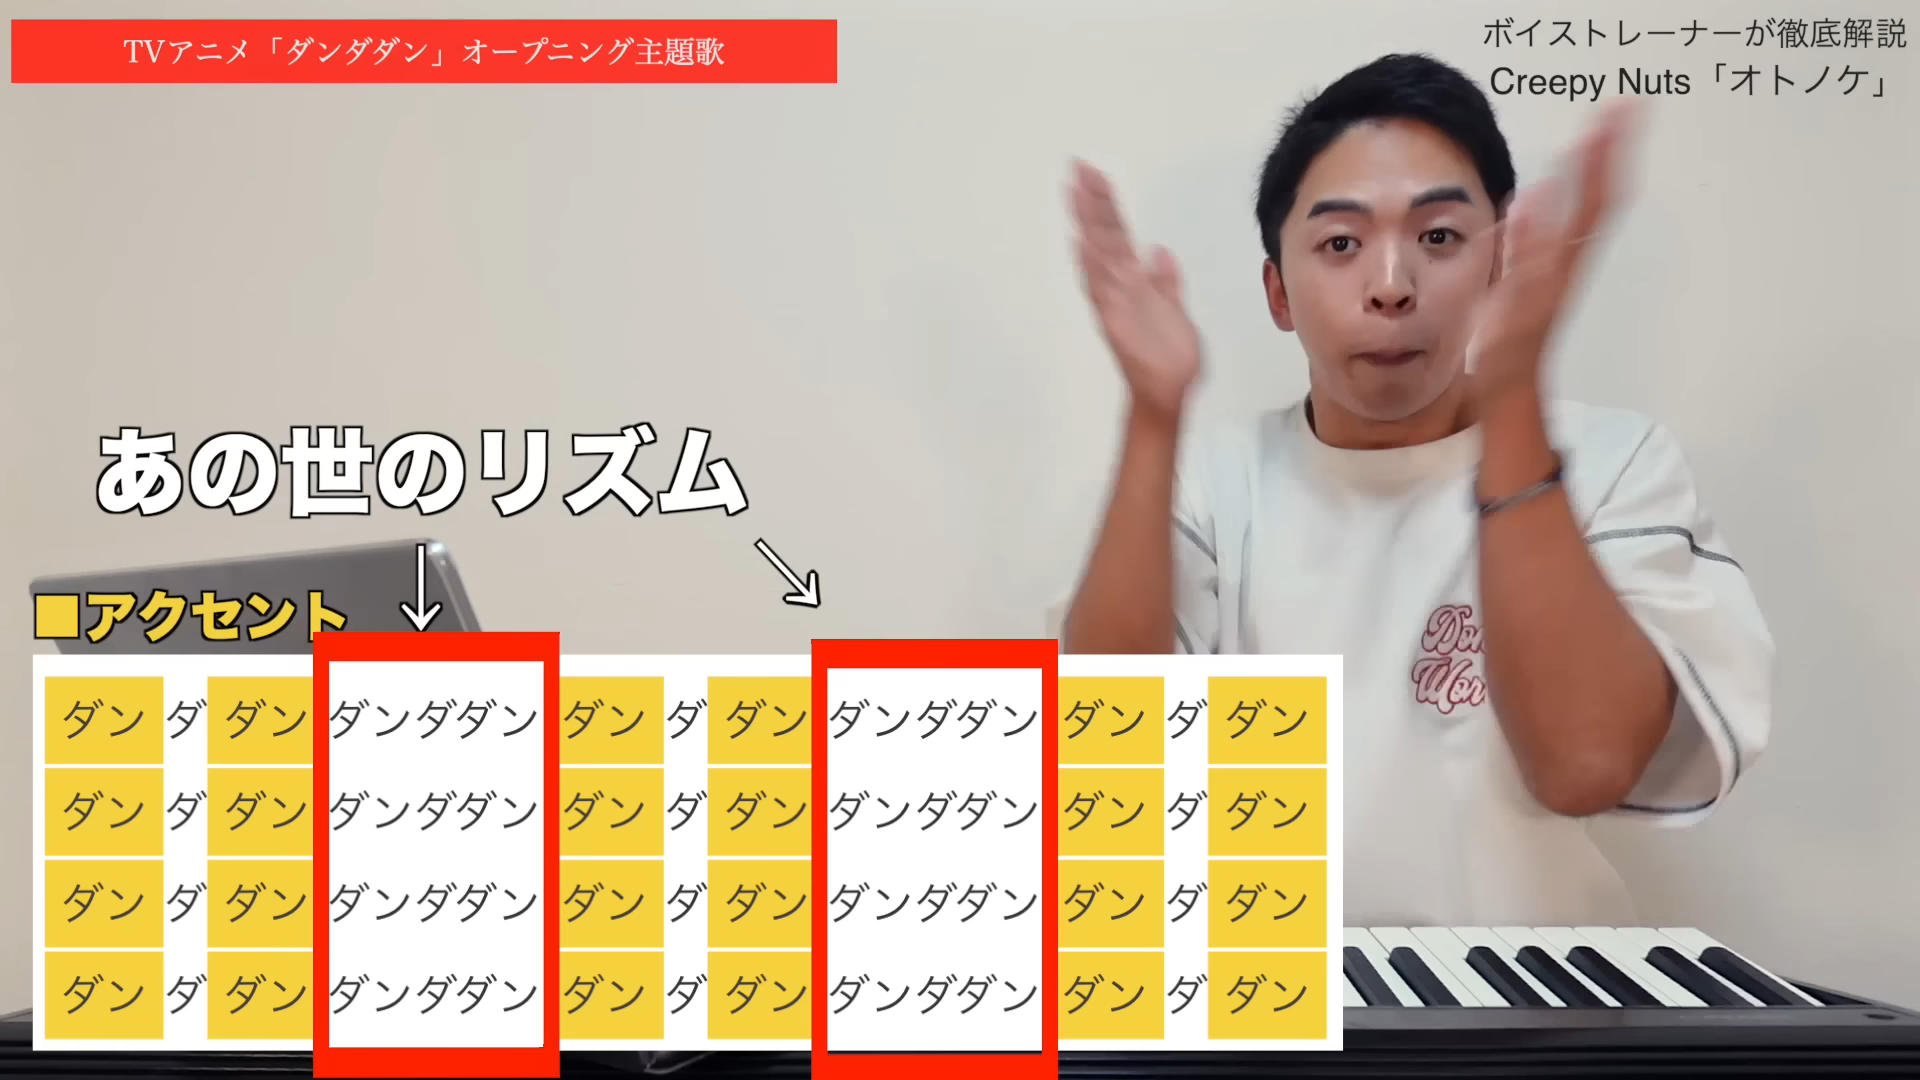 TVアニメ「ダンダダン」オープニング主題歌
ボイストレーナーが徹底解説
Creepy Nuts「オトノケ」
あの世のリズム
■アクセント
ダン ダ ダン ダンダダン ダン ダ ダン ダンダダン ダン ダ ダン
ダン ダ ダン ダンダダン ダン ダ ダン ダンダダン ダン ダ ダン
ダン ダ ダン ダンダダン ダン ダ ダン ダンダダン ダン ダ ダン
ダン ダ ダン ダンダダン ダン ダ ダン ダンダダン ダン ダ ダン